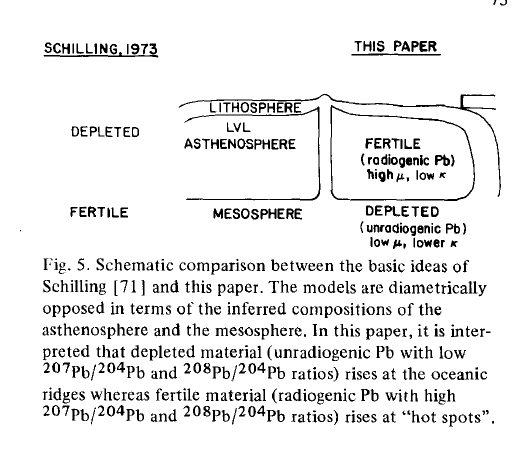 SCHILLING, 1973 THIS PAPER
LITHOSPHERE
DEPLETED
LVL
ASTHENOSPHERE
FERTILE
(radiogenic Pb)
high μ, low κ
FERTILE
MESOSPHERE
DEPLETED
(unradiogenic Pb)
low μ, lower κ
Fig. 5. Schematic comparison between the basic ideas of
Schilling [71] and this paper. The models are diametrically
opposed in terms of the inferred compositions of the
asthenosphere and the mesosphere. In this paper, it is inter-
preted that depleted material (unradiogenic Pb with low
207Pb/204Pb and 208Pb/204Pb ratios) rises at the oceanic
ridges whereas fertile material (radiogenic Pb with high
207Pb/204Pb and 208Pb/204Pb ratios) rises at “hot spots”.